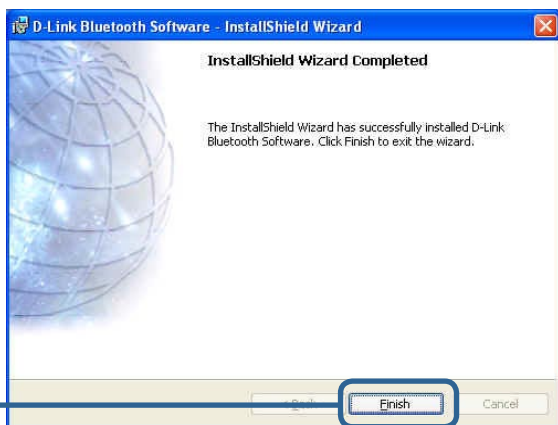 D-Link Bluetooth Software - InstallShield Wizard
InstallShield Wizard Completed
The InstallShield Wizard has successfully installed D-Link
Bluetooth Software. Click Finish to exit the wizard.
Finish
Cancel